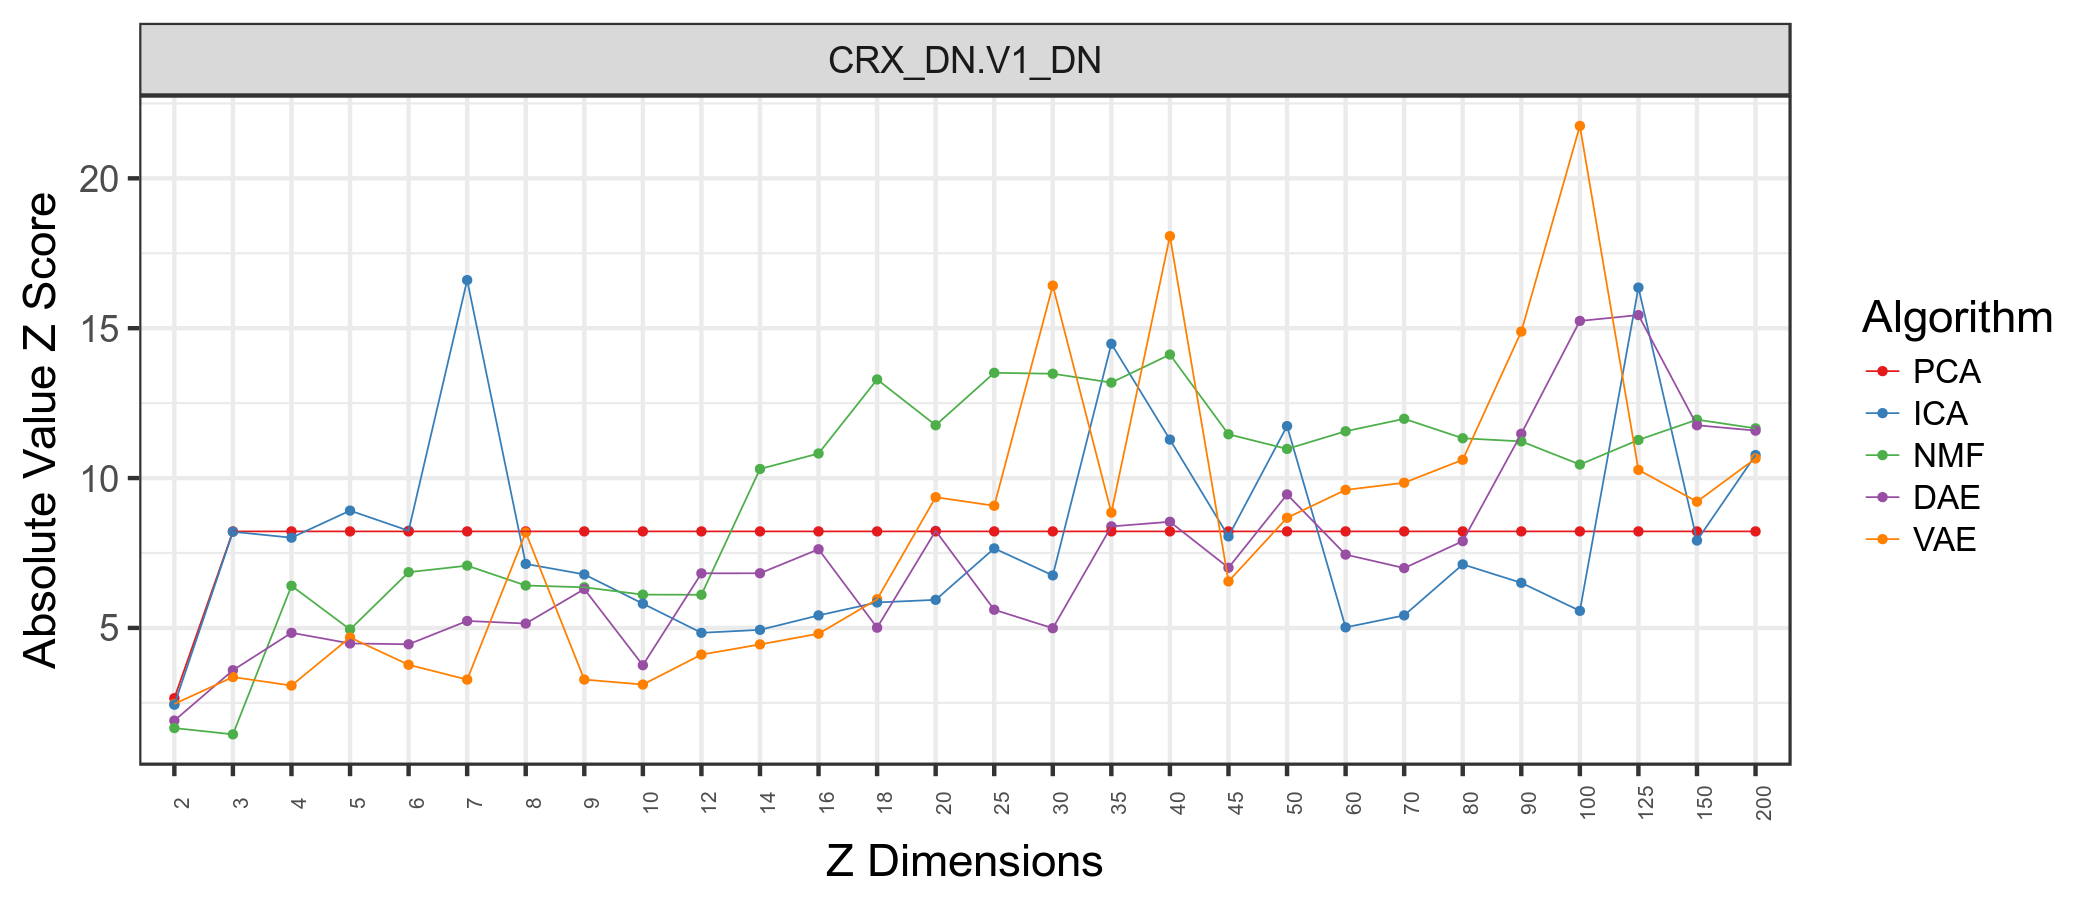 CRX_DN.V1_DN
Absolute Value Z Score
20
15
10
5
2 3 4 5 6 7 8 9 10 12 14 16 18 20 25 30 35 40 45 50 60 70 80 90 100 125 150 200
Z Dimensions
Algorithm
PCA
ICA
NMF
DAE
VAE